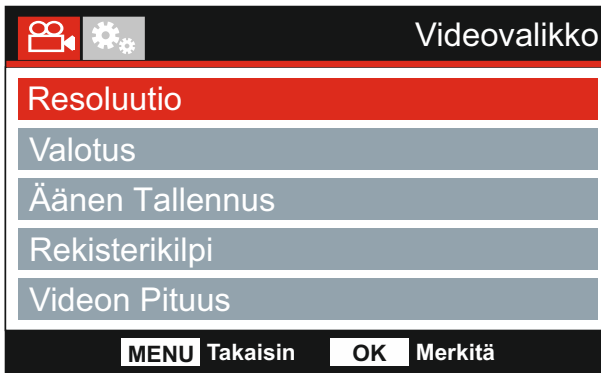 Videovalikko
Resoluutio
Valotus
Äänen Tallennus
Rekisterikilpi
Videon Pituus
MENU Takaisin OK Merkitä